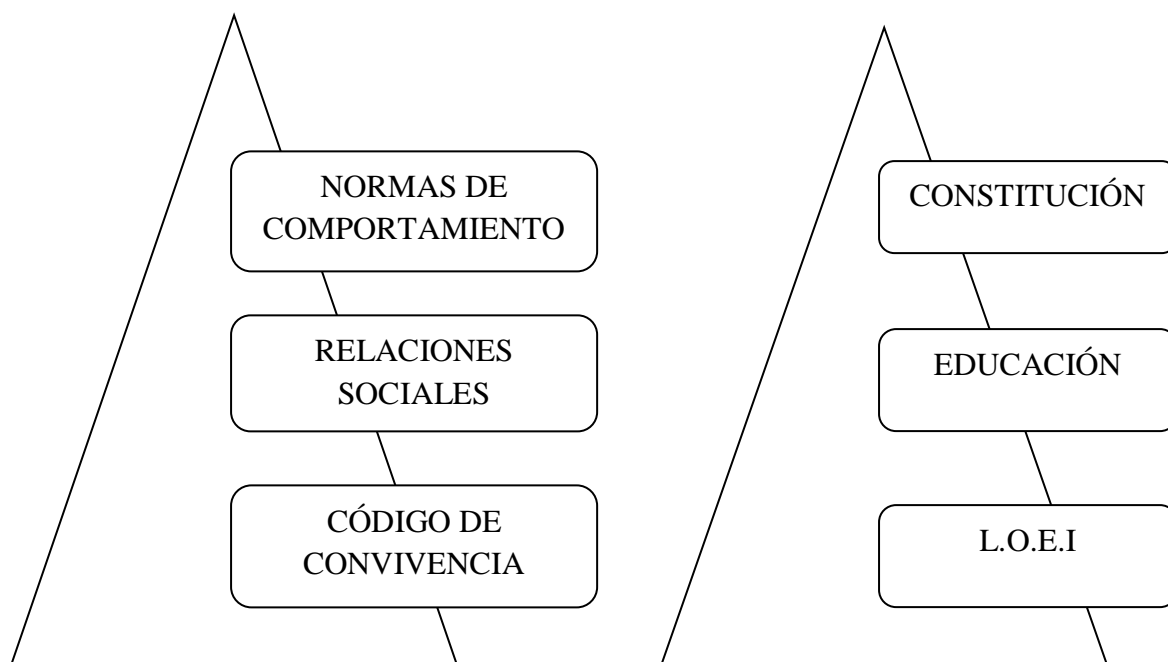 NORMAS DE
COMPORTAMIENTO
RELACIONES
SOCIALES
CÓDIGO DE
CONVIVENCIA
CONSTITUCIÓN
EDUCACIÓN
L.O.E.I